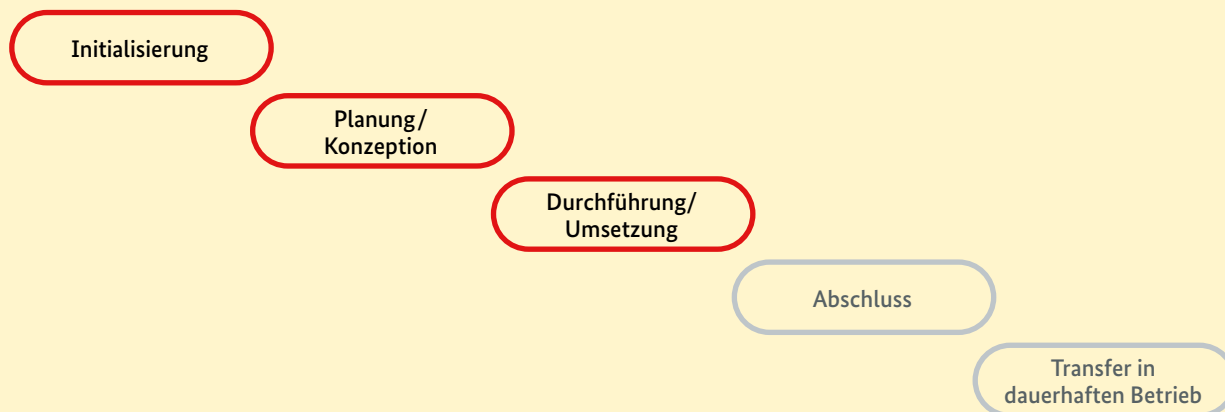 Initialisierung
Planung/
Konzeption
Durchführung/
Umsetzung
Abschluss
Transfer in
dauerhaften Betrieb